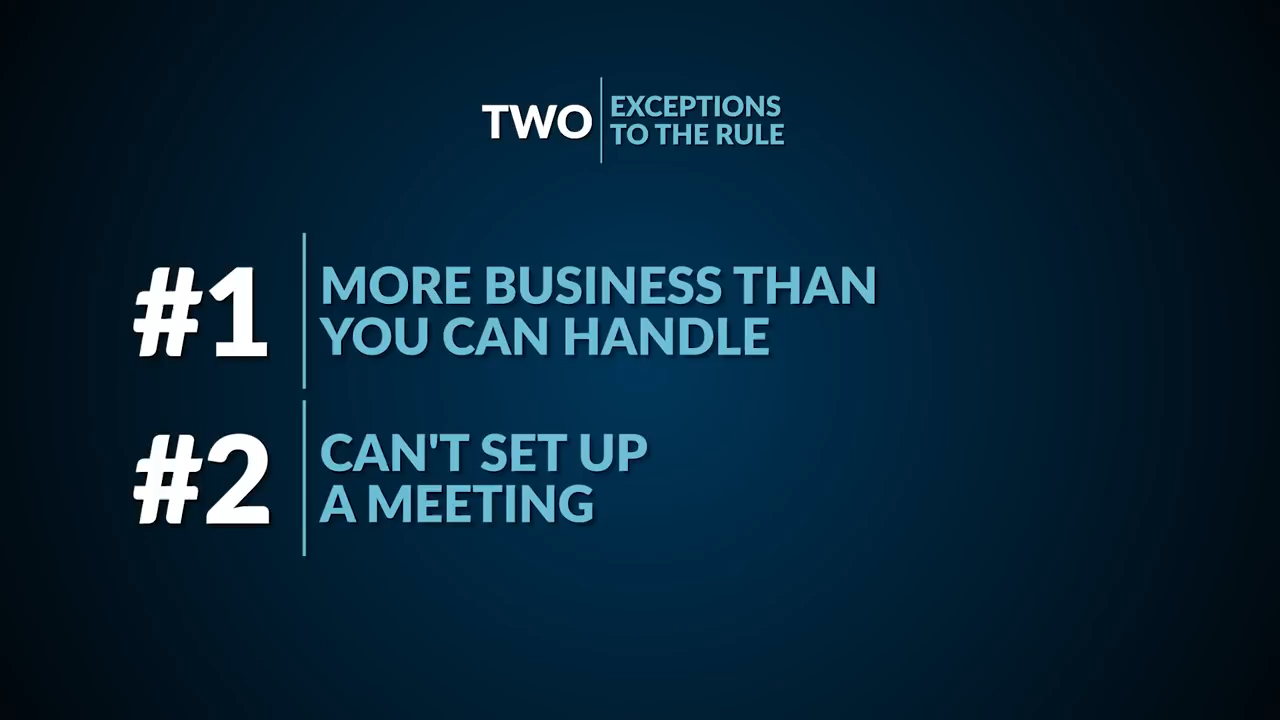 TWO
EXCEPTIONS
TO THE RULE
#1
MORE BUSINESS THAN
YOU CAN HANDLE
#2
CAN'T SET UP
A MEETING